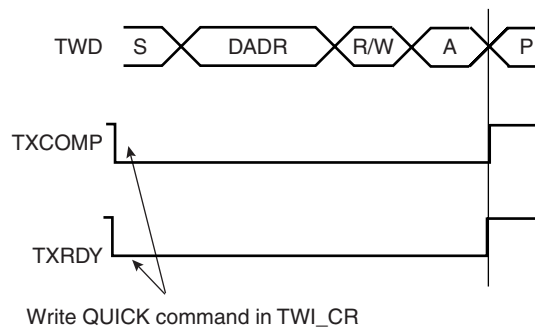 TWD S DADR R/W A P
TXCOMP
TXRDY
Write QUICK command in TWI_CR